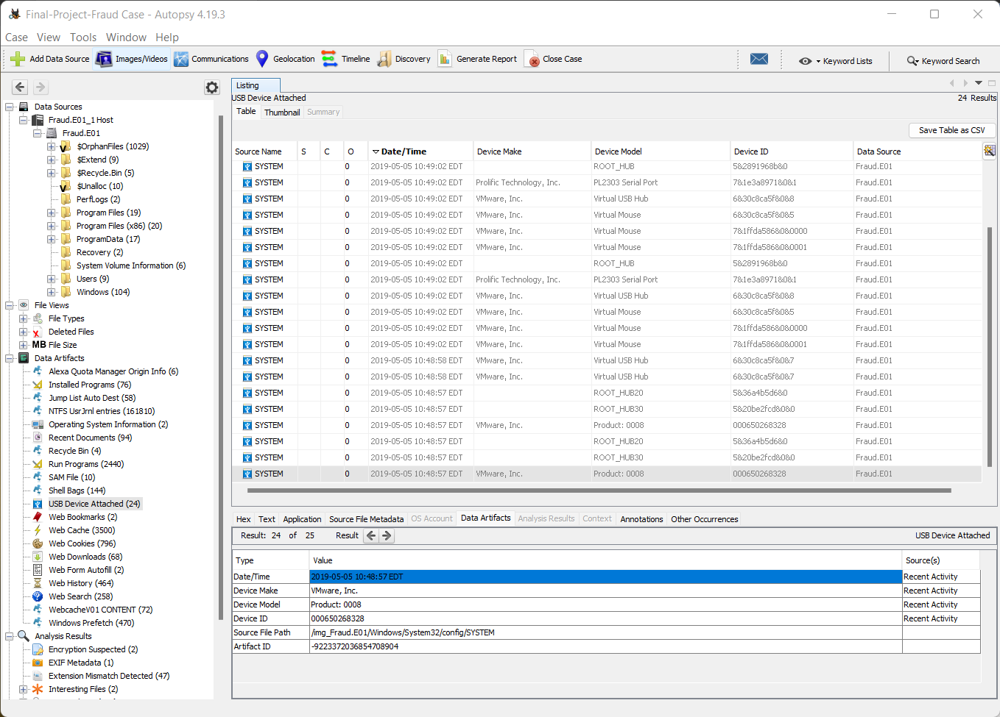 Final-Project-Fraud Case - Autopsy 4.19.3
Case View Tools Window Help
Add Data Source Images/Videos Communications Geolocation Timeline Discovery Generate Report Close Case Keyword Lists Keyword Search
Data Sources
Fraud.E01_1 Host
Fraud.E01
$OrphanFiles (1029)
$Extend (9)
$Recycle.Bin (5)
$Unalloc (10)
PerfLogs (2)
Program Files (19)
Program Files (x86) (20)
ProgramData (17)
Recovery (2)
System Volume Information (6)
Users (9)
Windows (104)
File Views
File Types
Deleted Files
MB File Size
Data Artifacts
Alexa Quota Manager Origin Info (6)
Installed Programs (76)
Jump List Auto Dest (58)
NTFS UsrJrnl entries (161810)
Operating System Information (2)
Recent Documents (94)
Recycle Bin (4)
Run Programs (2440)
SAM File (10)
Shell Bags (144)
USB Device Attached (24)
Web Bookmarks (2)
Web Cache (3500)
Web Cookies (796)
Web Downloads (68)
Web Form Autofill (2)
Web History (464)
Web Search (258)
WebcacheV01 CONTENT (72)
Windows Prefetch (470)
Analysis Results
Encryption Suspected (2)
EXIF Metadata (1)
Extension Mismatch Detected (47)
Interesting Files (2)
Listing
USB Device Attached 24 Results
Table Thumbnail Summary
Save Table as CSV
Source Name S C O Date/Time Device Make Device Model Device ID Data Source
SYSTEM 0 2019-05-05 10:49:02 EDT ROOT_HUB 5&2891968b&0 Fraud.E01
SYSTEM 0 2019-05-05 10:49:02 EDT Prolific Technology, Inc. PL2303 Serial Port 7&1e3a8971&0&1 Fraud.E01
SYSTEM 0 2019-05-05 10:49:02 EDT VMware, Inc. Virtual USB Hub 6&30c8ca5f&0&8 Fraud.E01
SYSTEM 0 2019-05-05 10:49:02 EDT VMware, Inc. Virtual Mouse 6&30c8ca5f&0&5 Fraud.E01
SYSTEM 0 2019-05-05 10:49:02 EDT VMware, Inc. Virtual Mouse 7&1ffda586&0&0000 Fraud.E01
SYSTEM 0 2019-05-05 10:49:02 EDT VMware, Inc. Virtual Mouse 7&1ffda586&0&0001 Fraud.E01
SYSTEM 0 2019-05-05 10:49:02 EDT ROOT_HUB 5&2891968b&0 Fraud.E01
SYSTEM 0 2019-05-05 10:49:02 EDT Prolific Technology, Inc. PL2303 Serial Port 7&1e3a8971&0&1 Fraud.E01
SYSTEM 0 2019-05-05 10:49:02 EDT VMware, Inc. Virtual USB Hub 6&30c8ca5f&0&8 Fraud.E01
SYSTEM 0 2019-05-05 10:49:02 EDT VMware, Inc. Virtual Mouse 6&30c8ca5f&0&5 Fraud.E01
SYSTEM 0 2019-05-05 10:49:02 EDT VMware, Inc. Virtual Mouse 7&1ffda586&0&0000 Fraud.E01
SYSTEM 0 2019-05-05 10:49:02 EDT VMware, Inc. Virtual Mouse 7&1ffda586&0&0001 Fraud.E01
SYSTEM 0 2019-05-05 10:48:58 EDT VMware, Inc. Virtual USB Hub 6&30c8ca5f&0&7 Fraud.E01
SYSTEM 0 2019-05-05 10:48:58 EDT VMware, Inc. Virtual USB Hub 6&30c8ca5f&0&7 Fraud.E01
SYSTEM 0 2019-05-05 10:48:57 EDT ROOT_HUB20 5&36a4b5d6&0 Fraud.E01
SYSTEM 0 2019-05-05 10:48:57 EDT ROOT_HUB30 5&20be2fcd&0&0 Fraud.E01
SYSTEM 0 2019-05-05 10:48:57 EDT VMware, Inc. Product: 0008 000650268328 Fraud.E01
SYSTEM 0 2019-05-05 10:48:57 EDT ROOT_HUB20 5&36a4b5d6&0 Fraud.E01
SYSTEM 0 2019-05-05 10:48:57 EDT ROOT_HUB30 5&20be2fcd&0&0 Fraud.E01
SYSTEM 0 2019-05-05 10:48:57 EDT VMware, Inc. Product: 0008 000650268328 Fraud.E01
Hex Text Application Source File Metadata OS Account Data Artifacts Analysis Results Context Annotations Other Occurrences
Result: 24 of 25 Result USB Device Attached
Type Value Source(s)
Date/Time 2019-05-05 10:48:57 EDT Recent Activity
Device Make VMware, Inc. Recent Activity
Device Model Product: 0008 Recent Activity
Device ID 000650268328 Recent Activity
Source File Path /img_Fraud.E01/Windows/System32/config/SYSTEM
Artifact ID -9223372036854708904